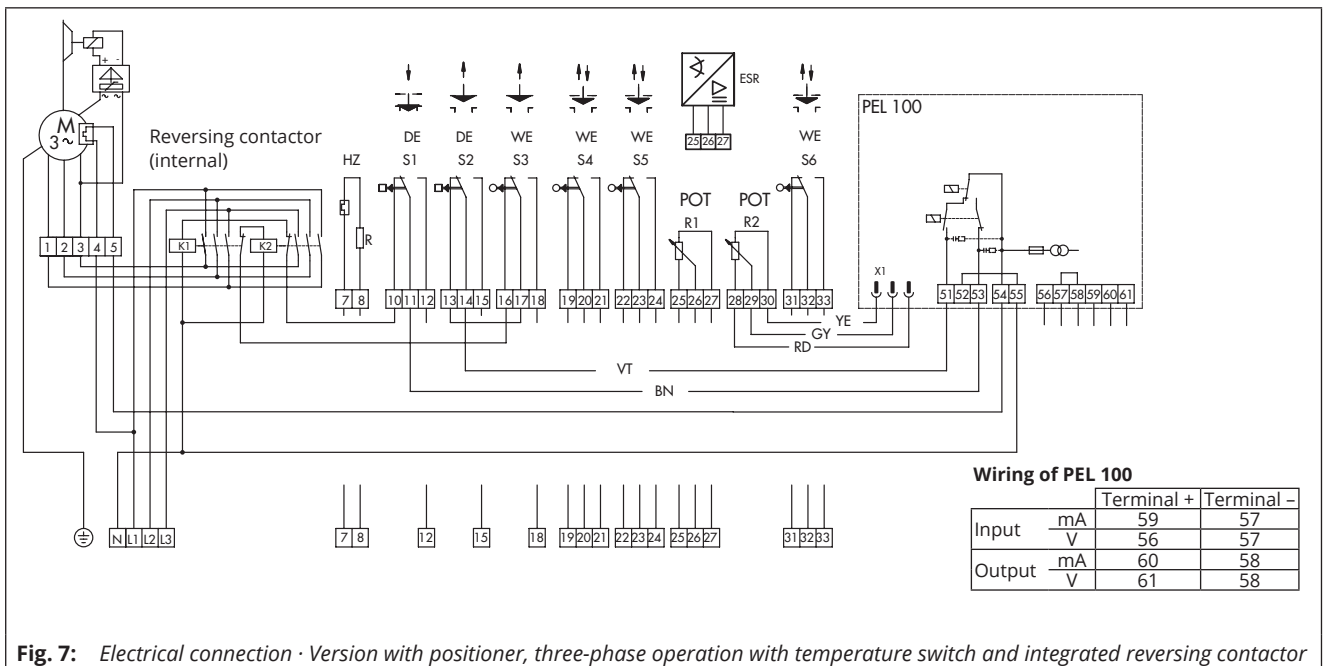 PEL 100
ESR
+ -
~ ~
M
3~
Reversing contactor
(internal)
HZ
DE DE WE WE WE WE
S1 S2 S3 S4 S5 S6
25 26 27
POT POT
R1 R2
R
K1 K2
X1
1 2 3 4 5
7 8 10 11 12 13 14 15 16 17 18 19 20 21 22 23 24 25 26 27 28 29 30 31 32 33
51 52 53 54 55 56 57 58 59 60 61
YE
GY
RD
VT
BN
N L1 L2 L3 7 8 12 15 18 19 20 21 22 23 24 25 26 27 31 32 33
Wiring of PEL 100
Terminal + Terminal –
Input mA 59 57
V 56 57
Output mA 60 58
V 61 58
Fig. 7: Electrical connection · Version with positioner, three-phase operation with temperature switch and integrated reversing contactor